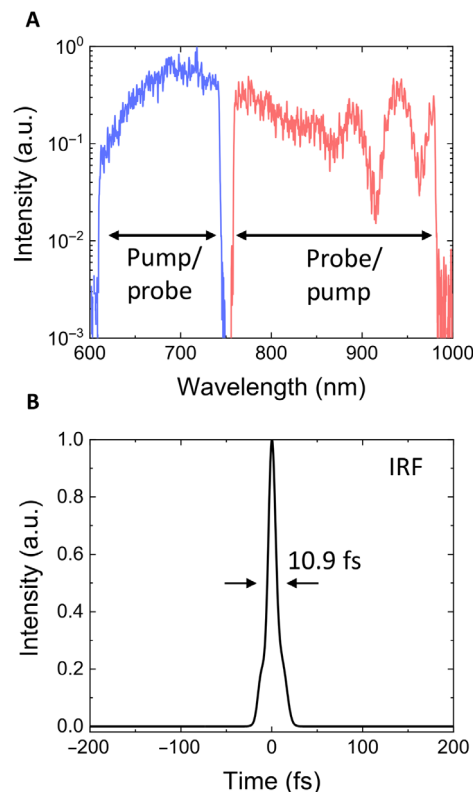 A
Intensity (a.u.)
10⁰
10⁻¹
10⁻²
10⁻³
Pump/
probe
Probe/
pump
600 700 800 900 1000
Wavelength (nm)
B
Intensity (a.u.)
1.0
0.8
0.6
0.4
0.2
0.0
IRF
10.9 fs
−200 −100 0 100 200
Time (fs)